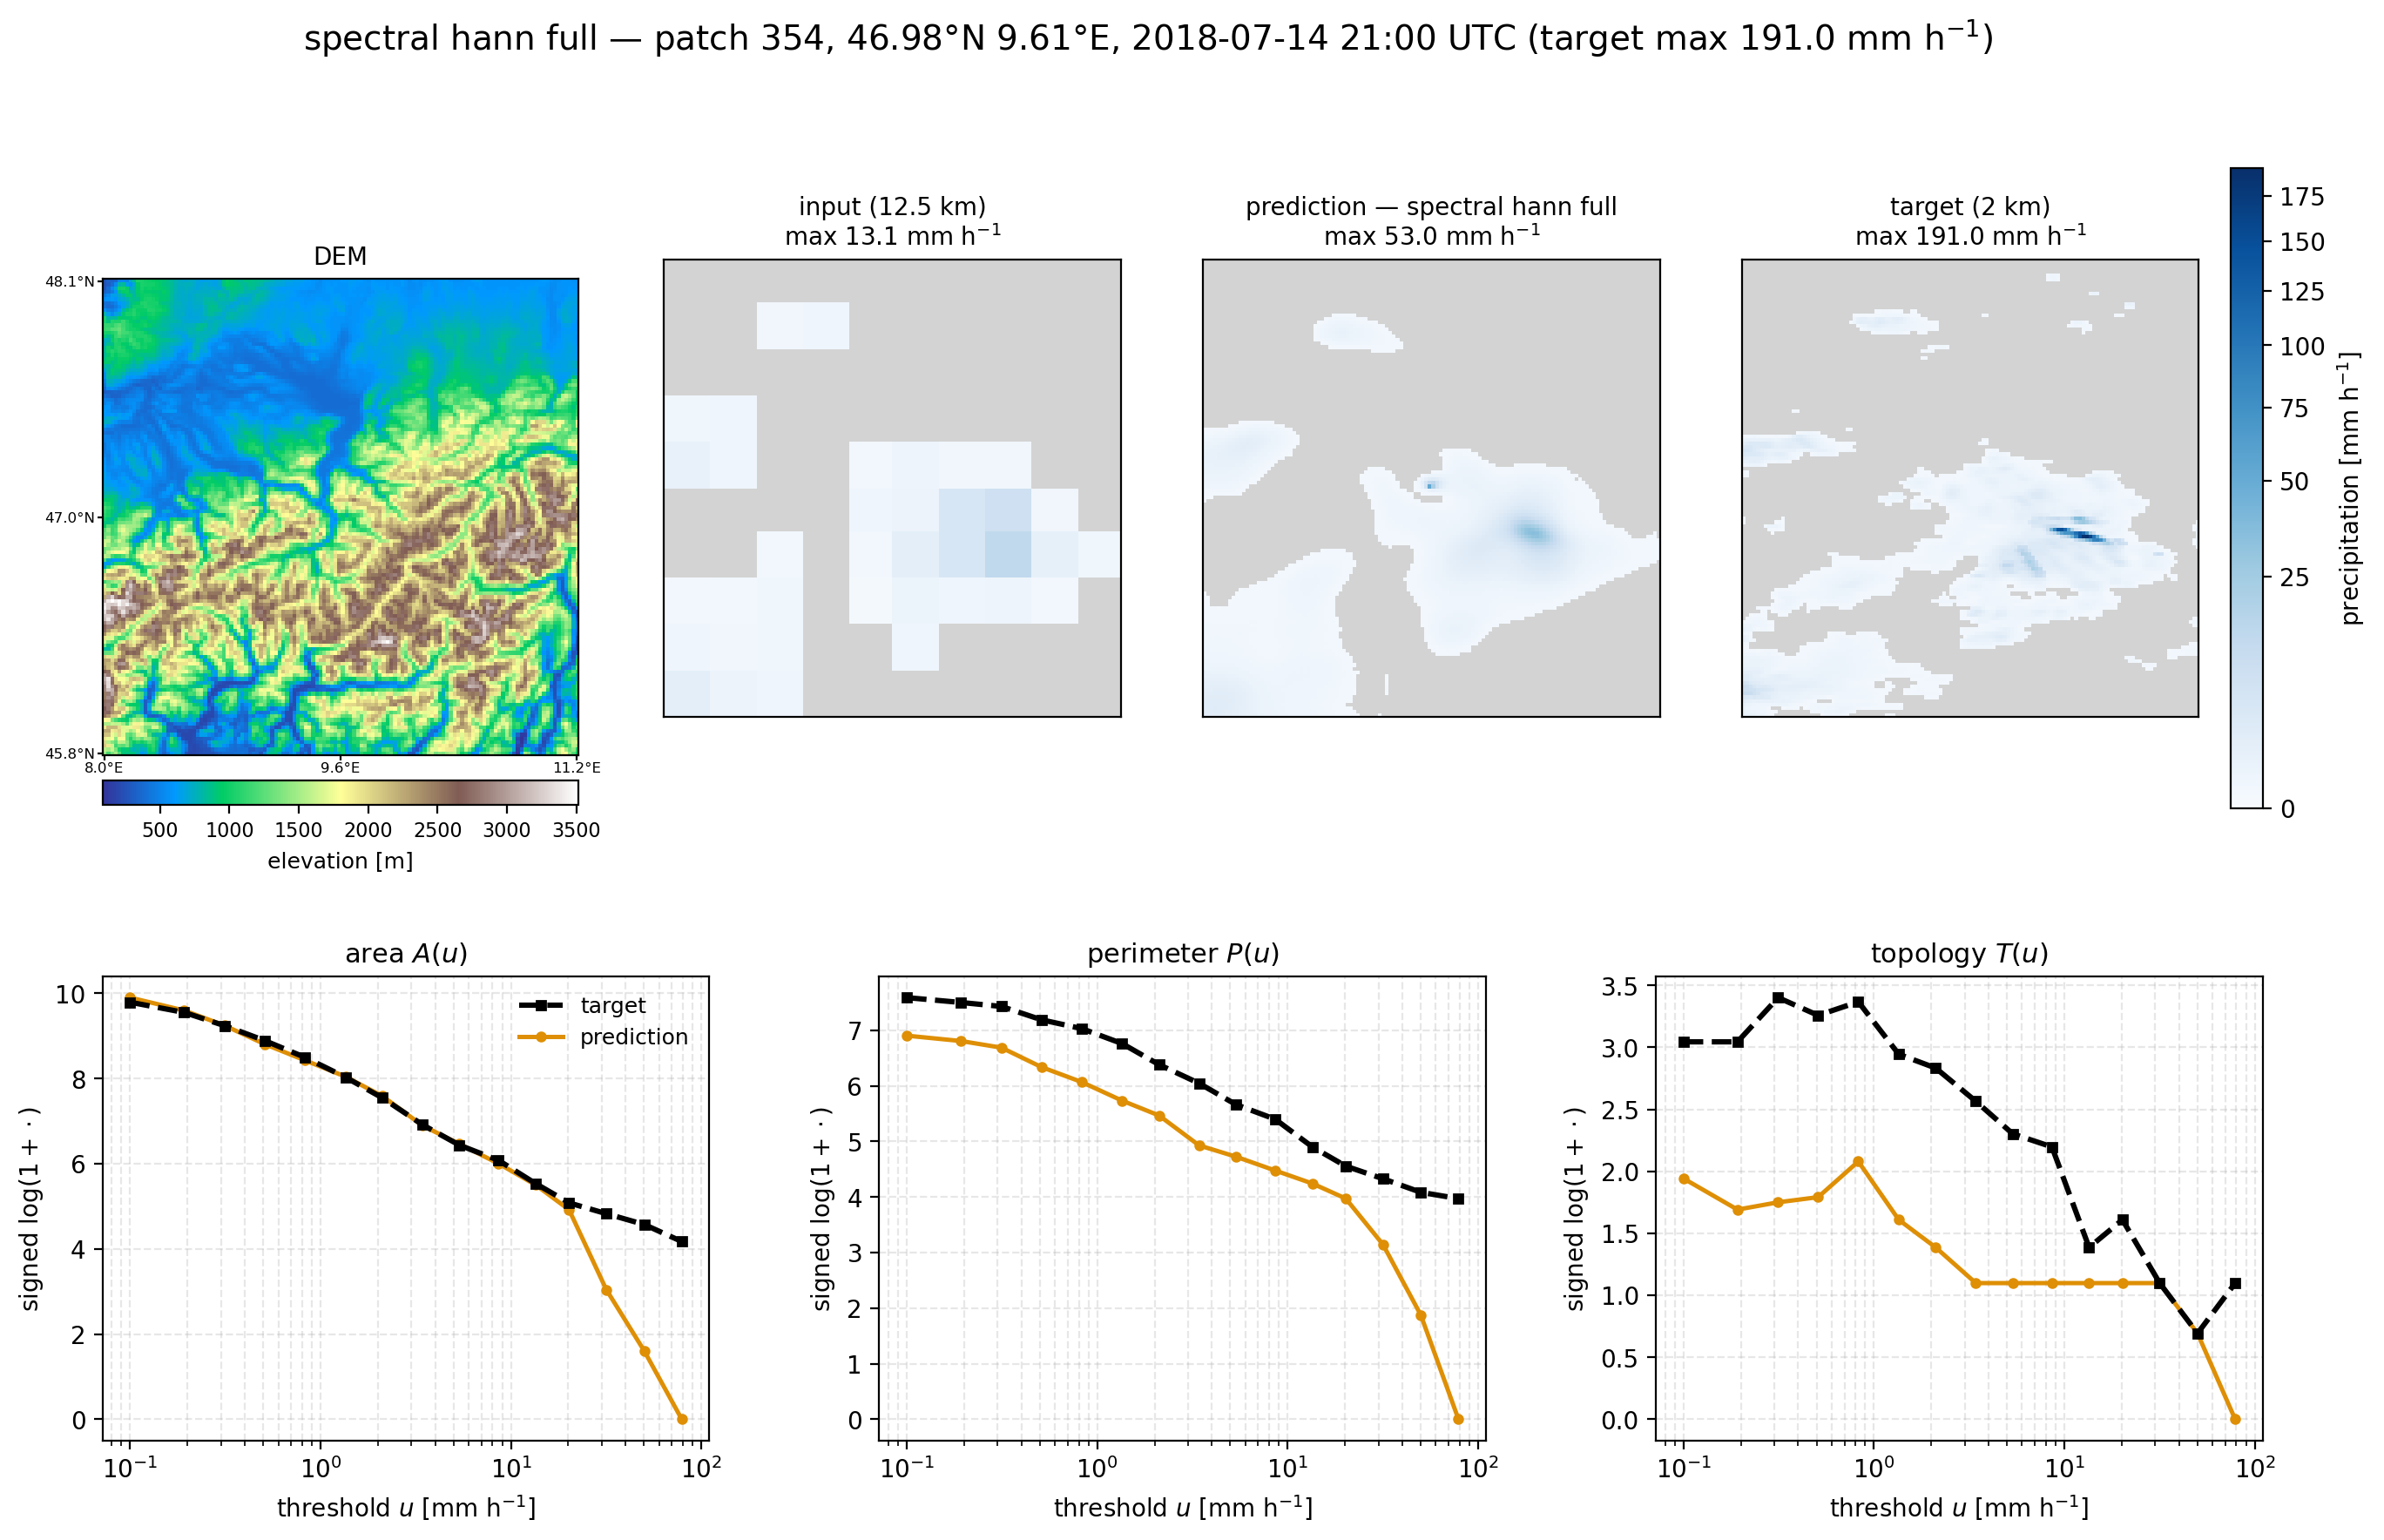 spectral hann full — patch 354, 46.98°N 9.61°E, 2018-07-14 21:00 UTC (target max 191.0 mm h⁻¹)
DEM
48.1°N
47.0°N
45.8°N
8.0°E 9.6°E 11.2°E
500 1000 1500 2000 2500 3000 3500
elevation [m]
input (12.5 km)
max 13.1 mm h⁻¹
prediction — spectral hann full
max 53.0 mm h⁻¹
target (2 km)
max 191.0 mm h⁻¹
175
150
125
100
75
50
25
0
precipitation [mm h⁻¹]
area A(u)
10
8
6
4
2
0
signed log(1 + · )
target
prediction
10⁻¹ 10⁰ 10¹ 10²
threshold u [mm h⁻¹]
perimeter P(u)
7
6
5
4
3
2
1
0
signed log(1 + · )
10⁻¹ 10⁰ 10¹ 10²
threshold u [mm h⁻¹]
topology T(u)
3.5
3.0
2.5
2.0
1.5
1.0
0.5
0.0
signed log(1 + · )
10⁻¹ 10⁰ 10¹ 10²
threshold u [mm h⁻¹]